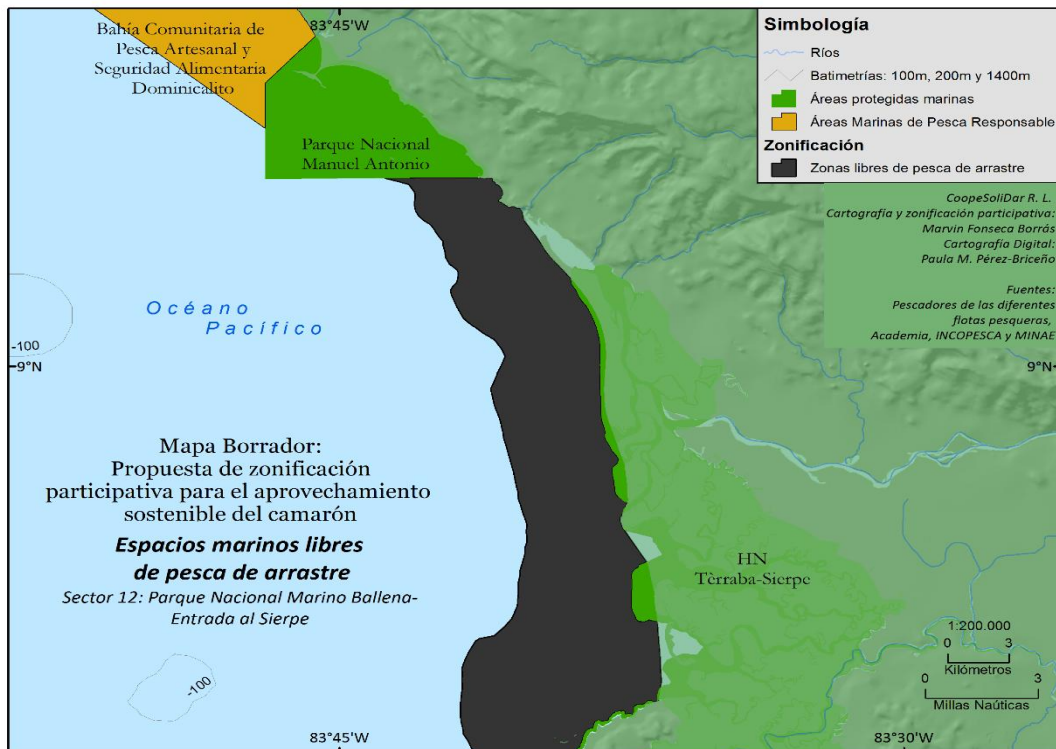 83°45'W
Bahía Comunitaria de
Pesca Artesanal y
Seguridad Alimentaria
Dominicalito
Parque Nacional
Manuel Antonio
Simbología
Ríos
Batimetrías: 100m, 200m y 1400m
Áreas protegidas marinas
Áreas Marinas de Pesca Responsable
Zonificación
Zonas libres de pesca de arrastre
CoopeSoliDar R. L.
Cartografía y zonificación participativa:
Marvin Fonseca Borrás
Cartografía Digital:
Paula M. Pérez-Briceño
Fuentes:
Pescadores de las diferentes
flotas pesqueras,
Academia, INCOPESCA y MINAE
Océano
Pacífico
-100
9°N
9°N
Mapa Borrador:
Propuesta de zonificación
participativa para el aprovechamiento
sostenible del camarón
Espacios marinos libres
de pesca de arrastre
Sector 12: Parque Nacional Marino Ballena-
Entrada al Sierpe
HN
Tèrraba-Sierpe
-100
1:200.000
0 3
Kilómetros
0 3
Millas Naúticas
83°45'W
83°30'W